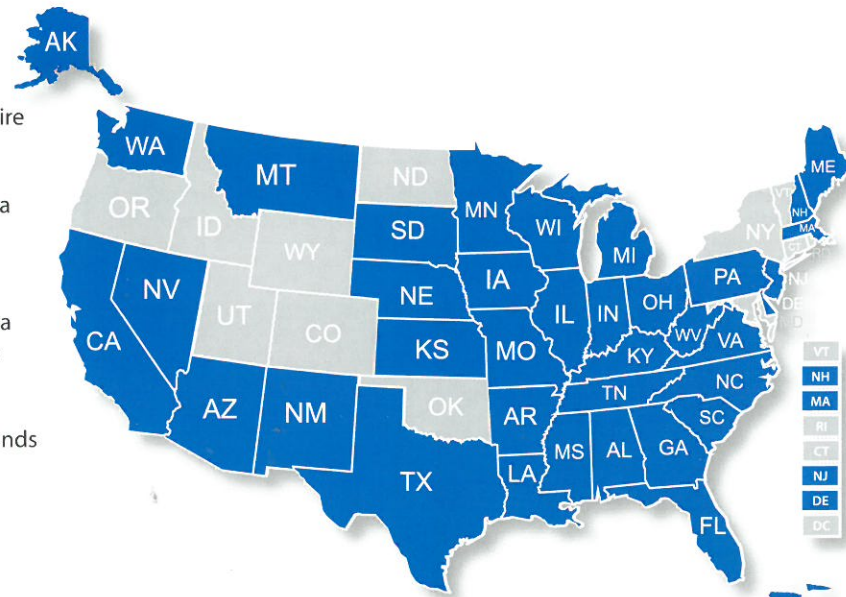 AK
ire
WA
MT
ND
ME
VT
MN
a
OR
ID
SD
WI
NH
NY
MA
WY
MI
CT
IA
PA
NV
NE
NJ
IL
IN
OH
DE
UT
CO
WV
VA
a
CA
KS
MO
KY
VT
NC
NH
TN
AZ
NM
OK
AR
SC
MA
nds
MS
AL
GA
RI
CT
LA
TX
NJ
DE
FL
DC